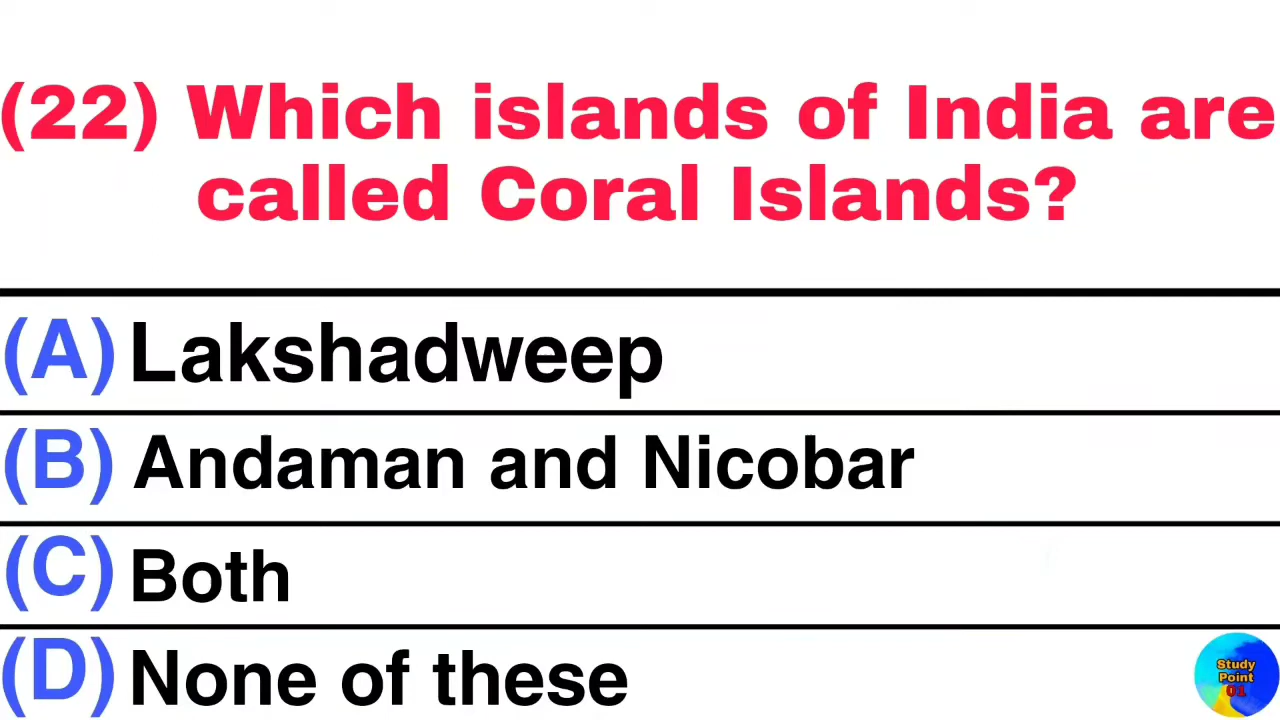 (22) Which islands of India are
called Coral Islands?
(A) Lakshadweep
(B) Andaman and Nicobar
(C) Both
(D) None of these
Study
Point
01